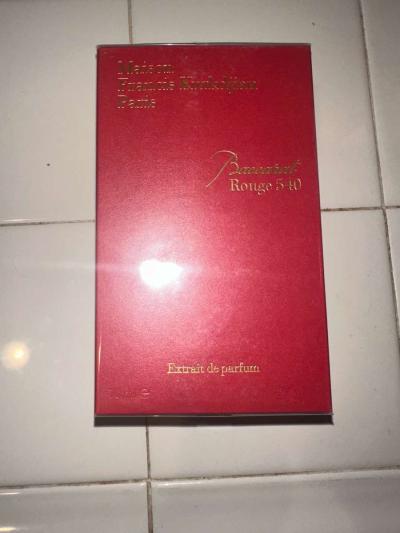 Maison
Francis Kurkdjian
Paris
Baccarat
Rouge 540
Extrait de parfum